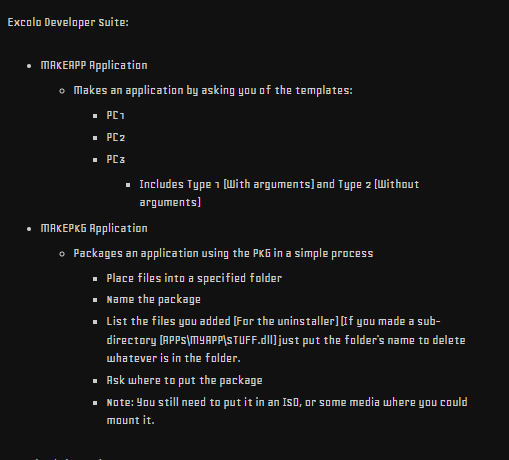 Excolo Developer Suite:
MAKEAPP Application
Makes an application by asking you of the templates:
PC1
PC2
PC3
Includes Type 1 [With arguments] and Type 2 [Without
arguments]
MAKEPKG Application
Packages an application using the PKG in a simple process
Place files into a specified folder
Name the package
List the files you added [For the uninstaller] [If you made a sub-
directory [APPS\MYAPP\STUFF.dll] just put the folder's name to delete
whatever is in the folder.
Ask where to put the package
Note: You still need to put it in an ISO, or some media where you could
mount it.